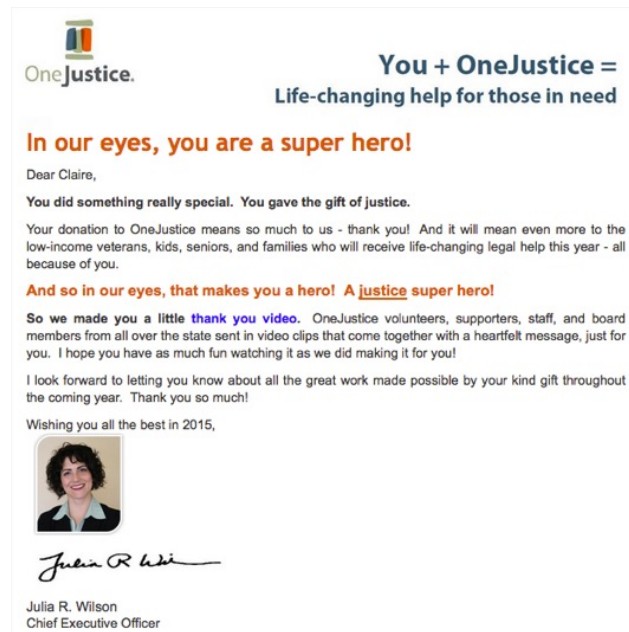 OneJustice.
You + OneJustice =
Life-changing help for those in need
In our eyes, you are a super hero!
Dear Claire,
You did something really special. You gave the gift of justice.
Your donation to OneJustice means so much to us - thank you! And it will mean even more to the
low-income veterans, kids, seniors, and families who will receive life-changing legal help this year - all
because of you.
And so in our eyes, that makes you a hero! A justice super hero!
So we made you a little thank you video. OneJustice volunteers, supporters, staff, and board
members from all over the state sent in video clips that come together with a heartfelt message, just for
you. I hope you have as much fun watching it as we did making it for you!
I look forward to letting you know about all the great work made possible by your kind gift throughout
the coming year. Thank you so much!
Wishing you all the best in 2015,
Julia R Wil
Julia R. Wilson
Chief Executive Officer